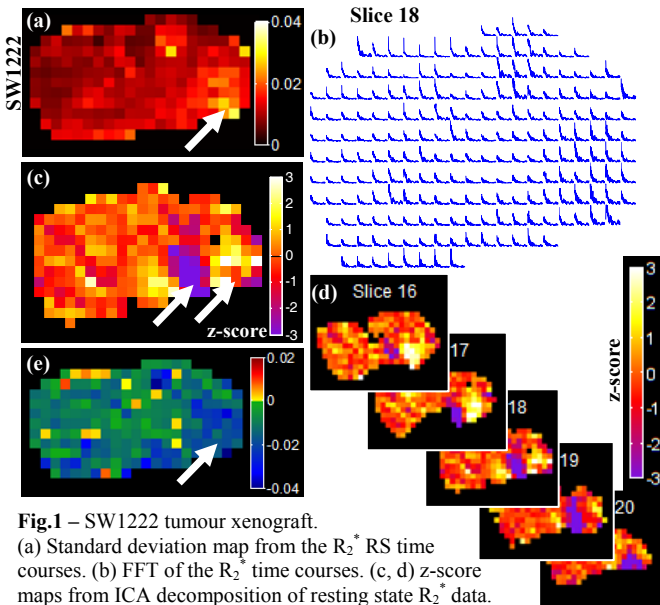 SW1222
(a)
0.04
0.02
0
Slice 18
(b)
(c)
3
2
1
0
-1
-2
-3
z-score
(d)
Slice 16
17
18
19
20
3
2
1
0
-1
-2
-3
z-score
(e)
0.02
0
-0.02
-0.04
Fig.1 – SW1222 tumour xenograft.
(a) Standard deviation map from the R₂* RS time
courses. (b) FFT of the R₂* time courses. (c, d) z-score
maps from ICA decomposition of resting state R₂* data.